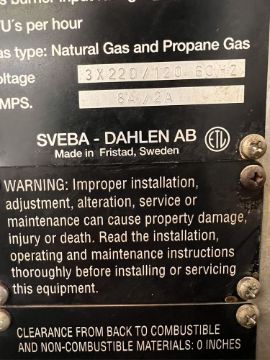 U's per hour
as type: Natural Gas and Propane Gas
oltage 3X220/120 60HZ
MPS. 8A/2A
SVEBA - DAHLEN AB
ETL
Made in Fristad, Sweden
WARNING: Improper installation,
adjustment, alteration, service or
maintenance can cause property damage,
injury or death. Read the installation,
operating and maintenance instructions
thoroughly before installing or servicing
this equipment.
CLEARANCE FROM BACK TO COMBUSTIBLE
AND NON-COMBUSTIBLE MATERIALS: 0 INCHES